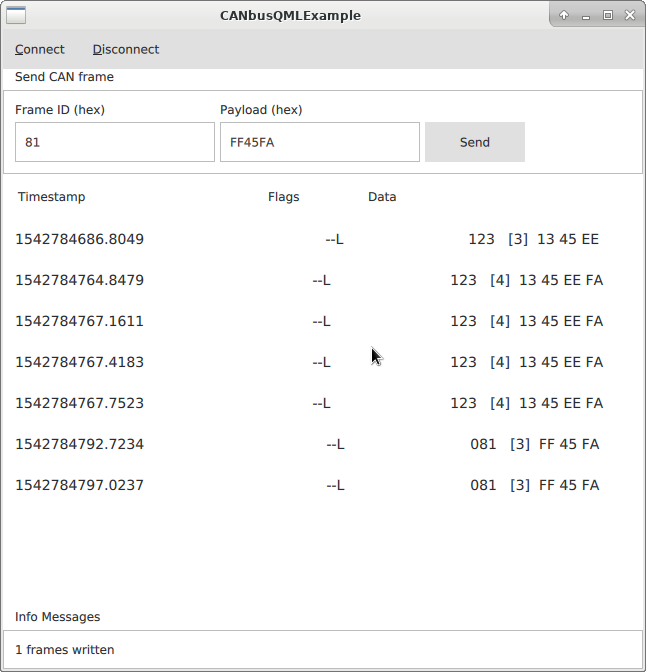 CANbusQMLExample
Connect Disconnect
Send CAN frame
Frame ID (hex) Payload (hex)
81 FF45FA Send
Timestamp Flags Data
1542784686.8049 --L 123 [3] 13 45 EE
1542784764.8479 --L 123 [4] 13 45 EE FA
1542784767.1611 --L 123 [4] 13 45 EE FA
1542784767.4183 --L 123 [4] 13 45 EE FA
1542784767.7523 --L 123 [4] 13 45 EE FA
1542784792.7234 --L 081 [3] FF 45 FA
1542784797.0237 --L 081 [3] FF 45 FA
Info Messages
1 frames written